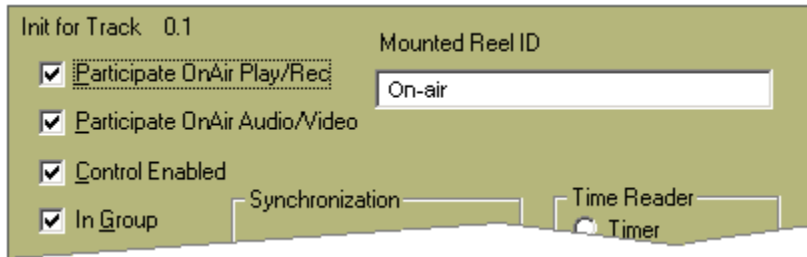 Init for Track 0.1
Mounted Reel ID
Participate OnAir Play/Rec
On-air
Participate OnAir Audio/Video
Control Enabled
Synchronization
Time Reader
In Group
Timer